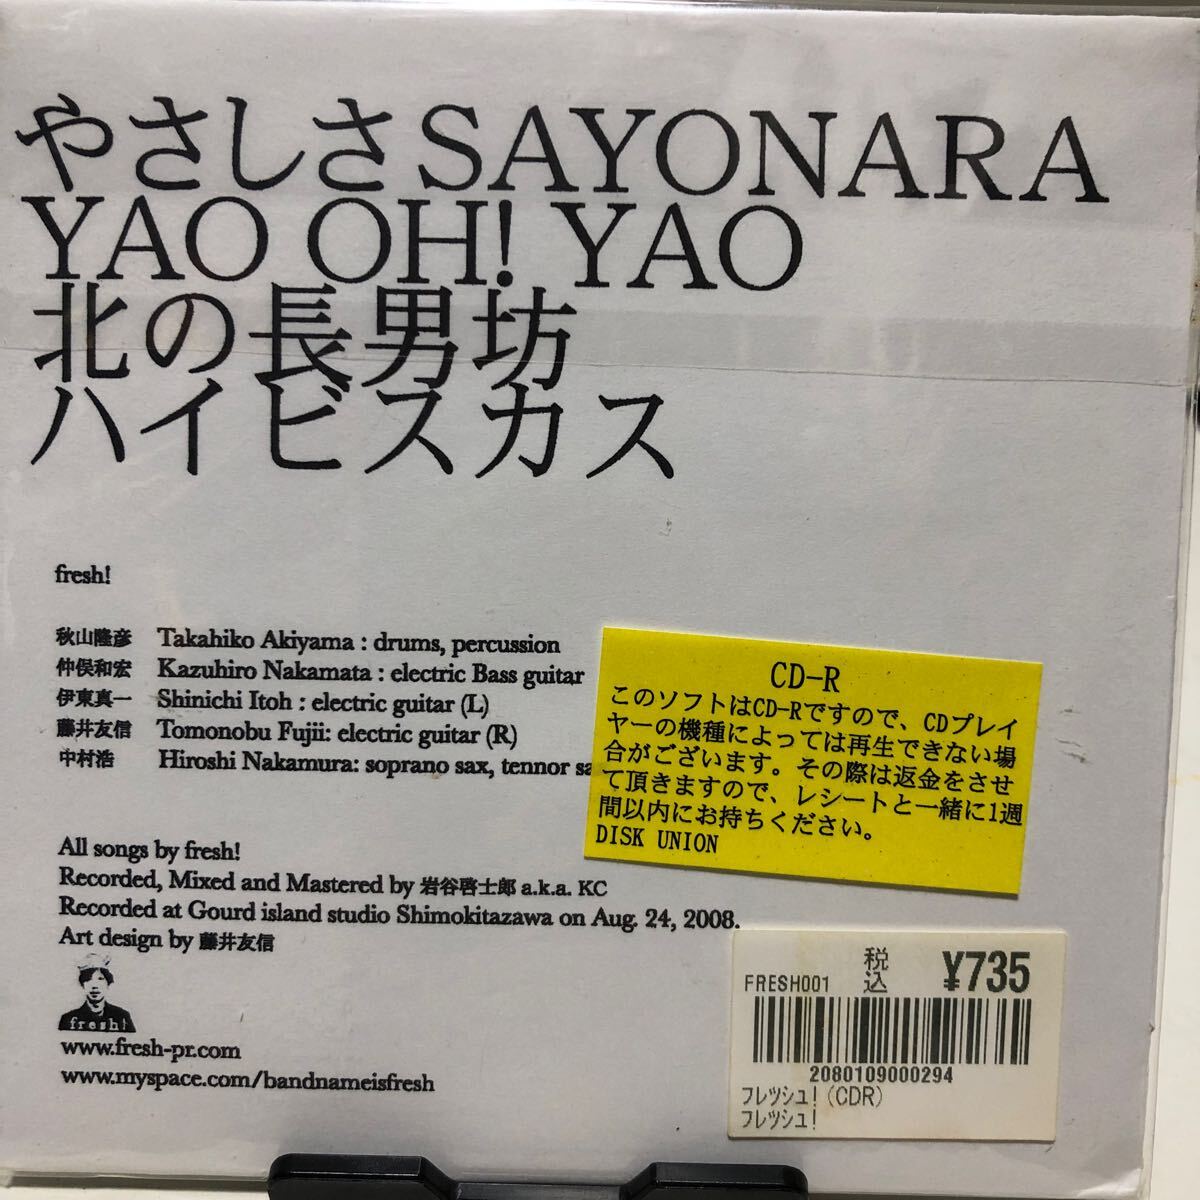 やさしさSAYONARA
YAO OH! YAO
北の長男坊
ハイビスカス
fresh!
秋山隆彦 Takahiko Akiyama : drums, percussion
仲俣和宏 Kazuhiro Nakamata : electric Bass guitar
伊東真一 Shinichi Itoh : electric guitar (L)
藤井友信 Tomonobu Fujii: electric guitar (R)
中村浩 Hiroshi Nakamura: soprano sax, tennor
CD-R
このソフトはCD-Rですので、CDプレイ
ヤーの機種によっては再生できない場
合がございます。その際は返金をさせ
て頂きますので、レシートと一緒に1週
間以内にお持ちください。
DISK UNION
All songs by fresh!
Recorded, Mixed and Mastered by 岩谷啓士郎 a.k.a. KC
Recorded at Gourd island studio Shimokitazawa on Aug. 24, 2008.
Art design by 藤井友信
fresh!
www.fresh-pr.com
www.myspace.com/bandnameisfresh
FRESH001 税込 ¥735
2080109000294
フレッシュ!(CDR)
フレッシュ!